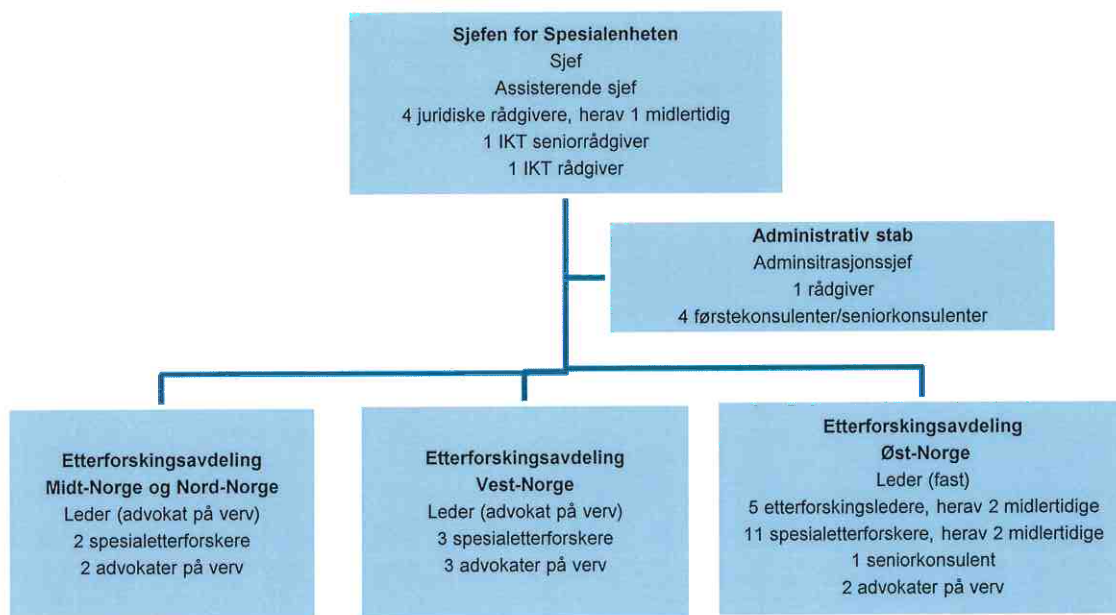 Sjefen for Spesialenheten
Sjef
Assisterende sjef
4 juridiske rådgivere, herav 1 midlertidig
1 IKT seniorrådgiver
1 IKT rådgiver
Administrativ stab
Adminsitrasjonssjef
1 rådgiver
4 førstekonsulenter/seniorkonsulenter
Etterforskingsavdeling
Midt-Norge og Nord-Norge
Leder (advokat på verv)
2 spesialetterforskere
2 advokater på verv
Etterforskingsavdeling
Vest-Norge
Leder (advokat på verv)
3 spesialetterforskere
3 advokater på verv
Etterforskingsavdeling
Øst-Norge
Leder (fast)
5 etterforskingsledere, herav 2 midlertidige
11 spesialetterforskere, herav 2 midlertidige
1 seniorkonsulent
2 advokater på verv